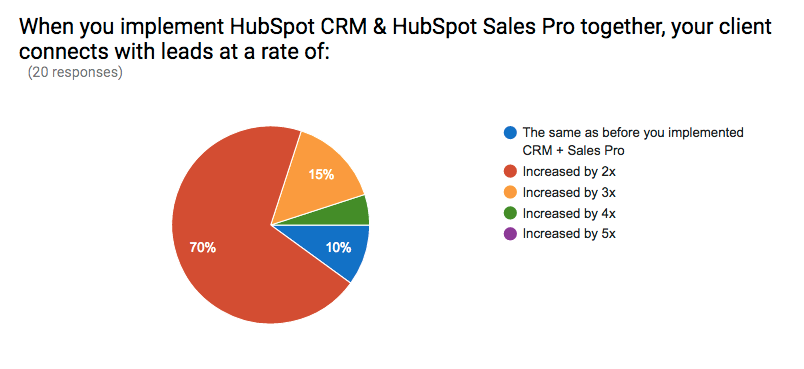 When you implement HubSpot CRM & HubSpot Sales Pro together, your client
connects with leads at a rate of:
(20 responses)
15%
70%
10%
The same as before you implemented
CRM + Sales Pro
Increased by 2x
Increased by 3x
Increased by 4x
Increased by 5x